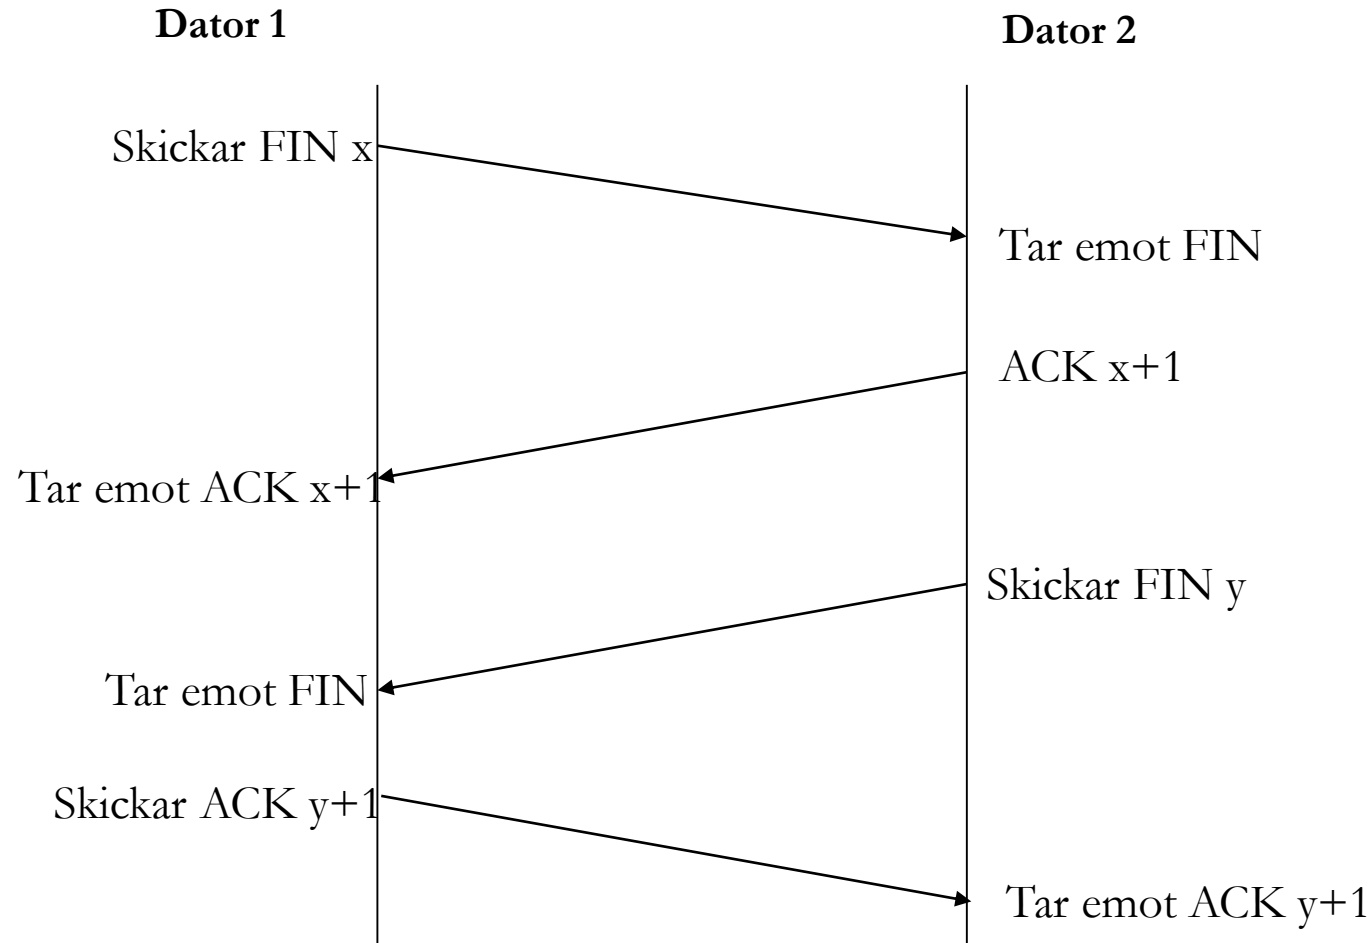 Dator 1
Dator 2
Skickar FIN x
Tar emot FIN
ACK x+1
Tar emot ACK x+1
Skickar FIN y
Tar emot FIN
Skickar ACK y+1
Tar emot ACK y+1